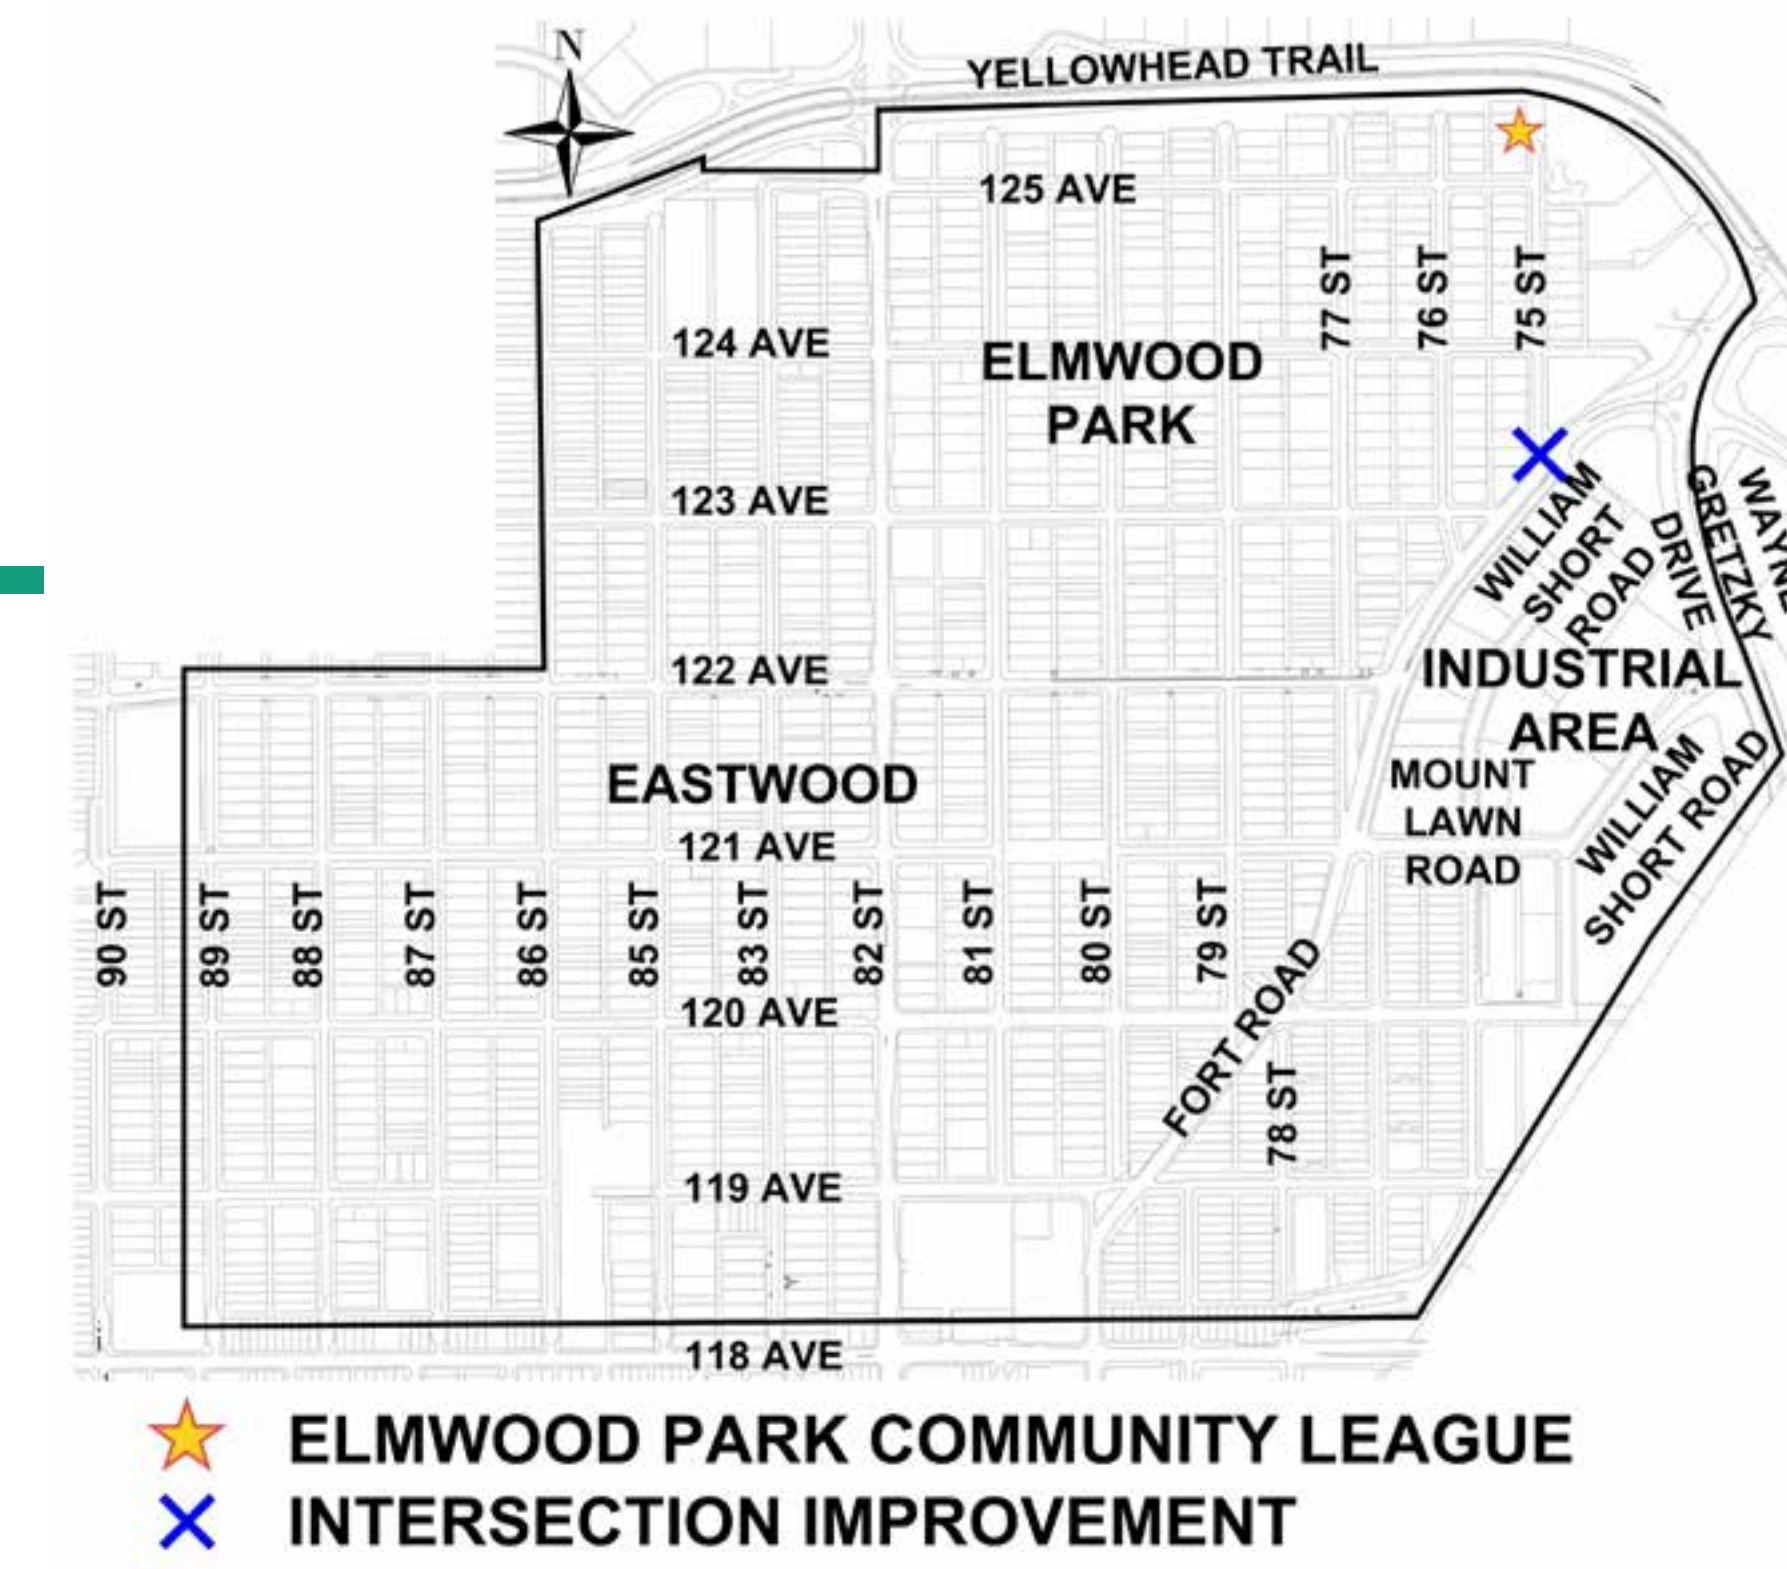 N
YELLOWHEAD TRAIL
125 AVE
77 ST
76 ST
75 ST
124 AVE
ELMWOOD
PARK
123 AVE
WILLIAM
SHORT
ROAD
WAYNE
GRETZKY
DRIVE
122 AVE
INDUSTRIAL
AREA
EASTWOOD
MOUNT
LAWN
ROAD
WILLIAM
SHORT ROAD
121 AVE
90 ST
89 ST
88 ST
87 ST
86 ST
85 ST
83 ST
82 ST
81 ST
80 ST
79 ST
120 AVE
FORT ROAD
78 ST
119 AVE
118 AVE
ELMWOOD PARK COMMUNITY LEAGUE
INTERSECTION IMPROVEMENT